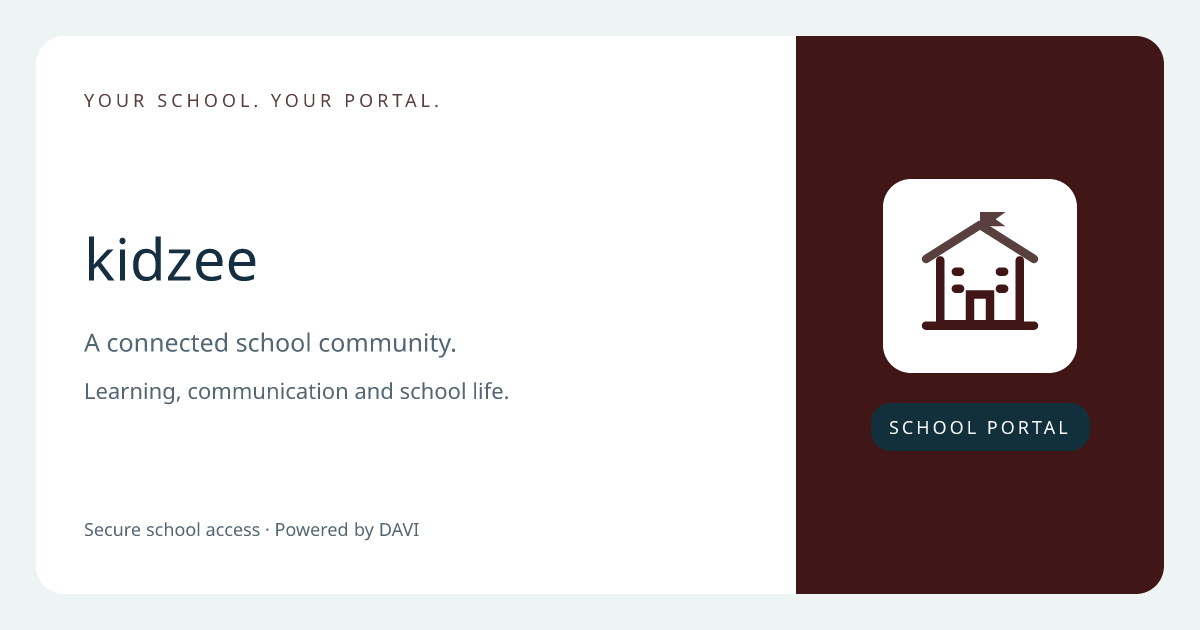 YOUR SCHOOL. YOUR PORTAL.
kidzee
A connected school community.
Learning, communication and school life.
Secure school access · Powered by DAVI
SCHOOL PORTAL